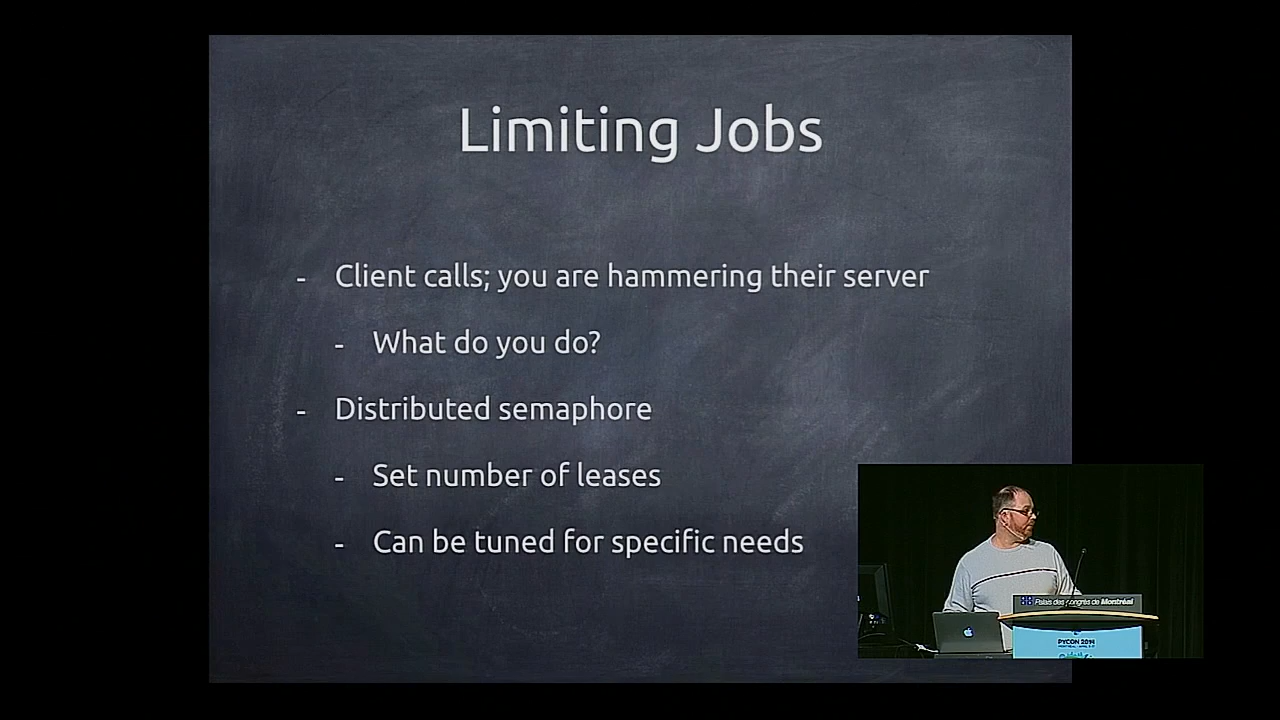 Limiting Jobs
- Client calls; you are hammering their server
- What do you do?
- Distributed semaphore
- Set number of leases
- Can be tuned for specific needs
Palais des congrès de Montréal
PYCON 2014